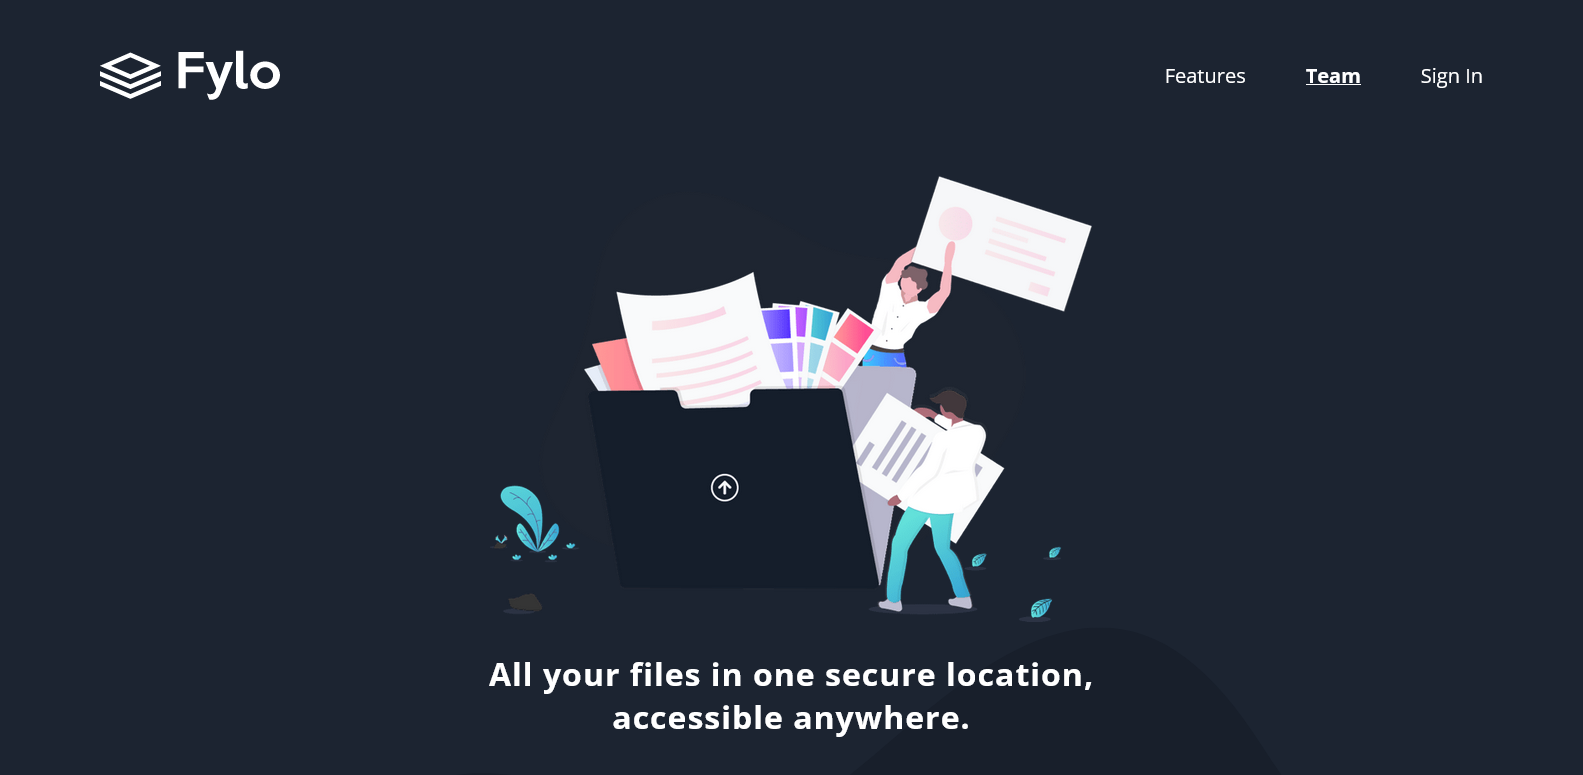 Fylo
Features Team Sign In
All your files in one secure location,
accessible anywhere.